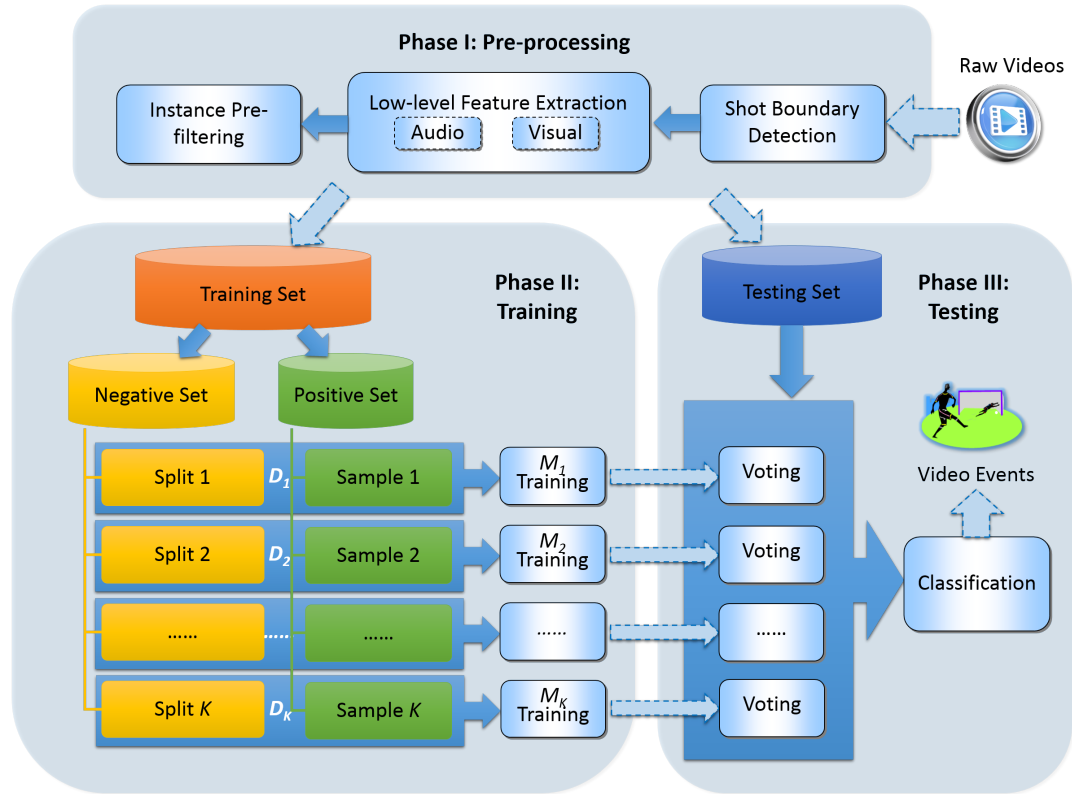 Phase I: Pre-processing
Raw Videos
Instance Pre-
filtering
Low-level Feature Extraction
Audio
Visual
Shot Boundary
Detection
Training Set
Phase II:
Training
Negative Set
Positive Set
Split 1
D1
Sample 1
M1
Training
Split 2
D2
Sample 2
M2
Training
......
.....
......
......
Split K
DK
Sample K
MK
Training
Testing Set
Phase III:
Testing
Voting
Voting
......
Voting
Classification
Video Events